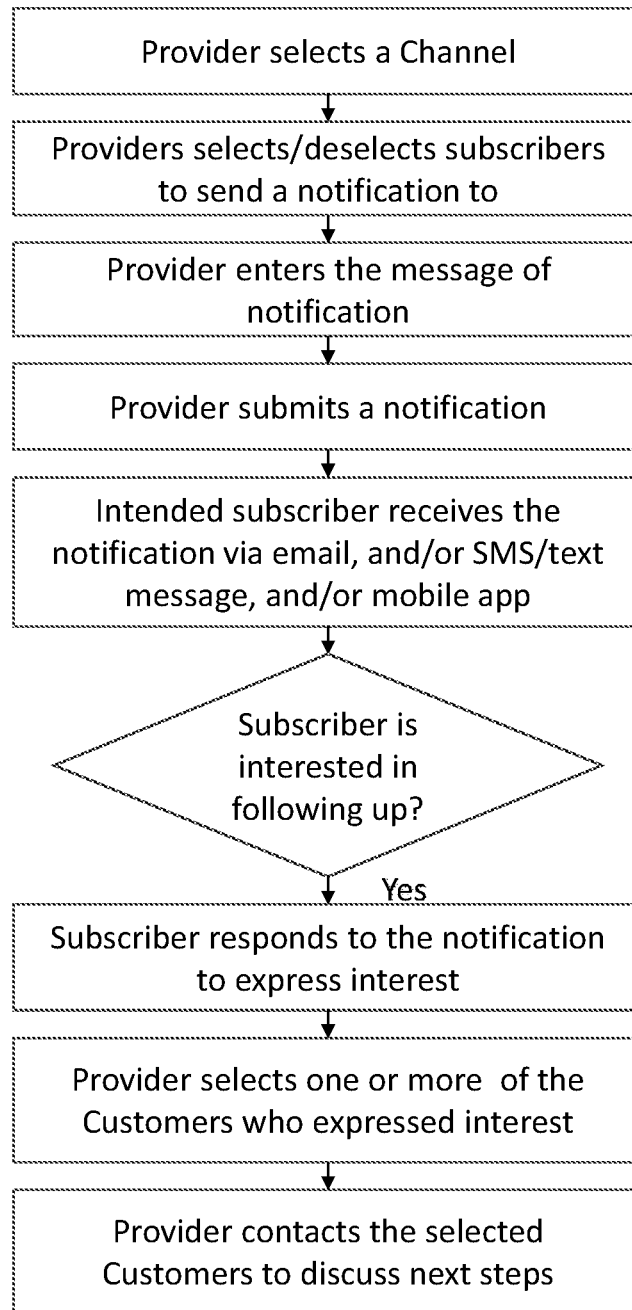 Provider selects a Channel
Providers selects/deselects subscribers
to send a notification to
Provider enters the message of
notification
Provider submits a notification
Intended subscriber receives the
notification via email, and/or SMS/text
message, and/or mobile app
Subscriber is
interested in
following up?
Yes
Subscriber responds to the notification
to express interest
Provider selects one or more  of the
Customers who expressed interest
Provider contacts the selected
Customers to discuss next steps